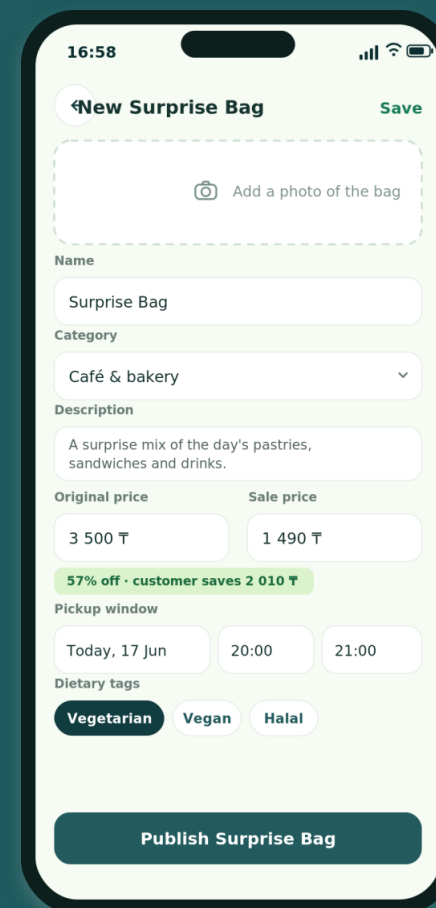 16:58
New Surprise Bag
Save
Add a photo of the bag
Name
Surprise Bag
Category
Café & bakery
Description
A surprise mix of the day's pastries,
sandwiches and drinks.
Original price Sale price
3 500 ₸ 1 490 ₸
57% off · customer saves 2 010 ₸
Pickup window
Today, 17 Jun 20:00 21:00
Dietary tags
Vegetarian Vegan Halal
Publish Surprise Bag